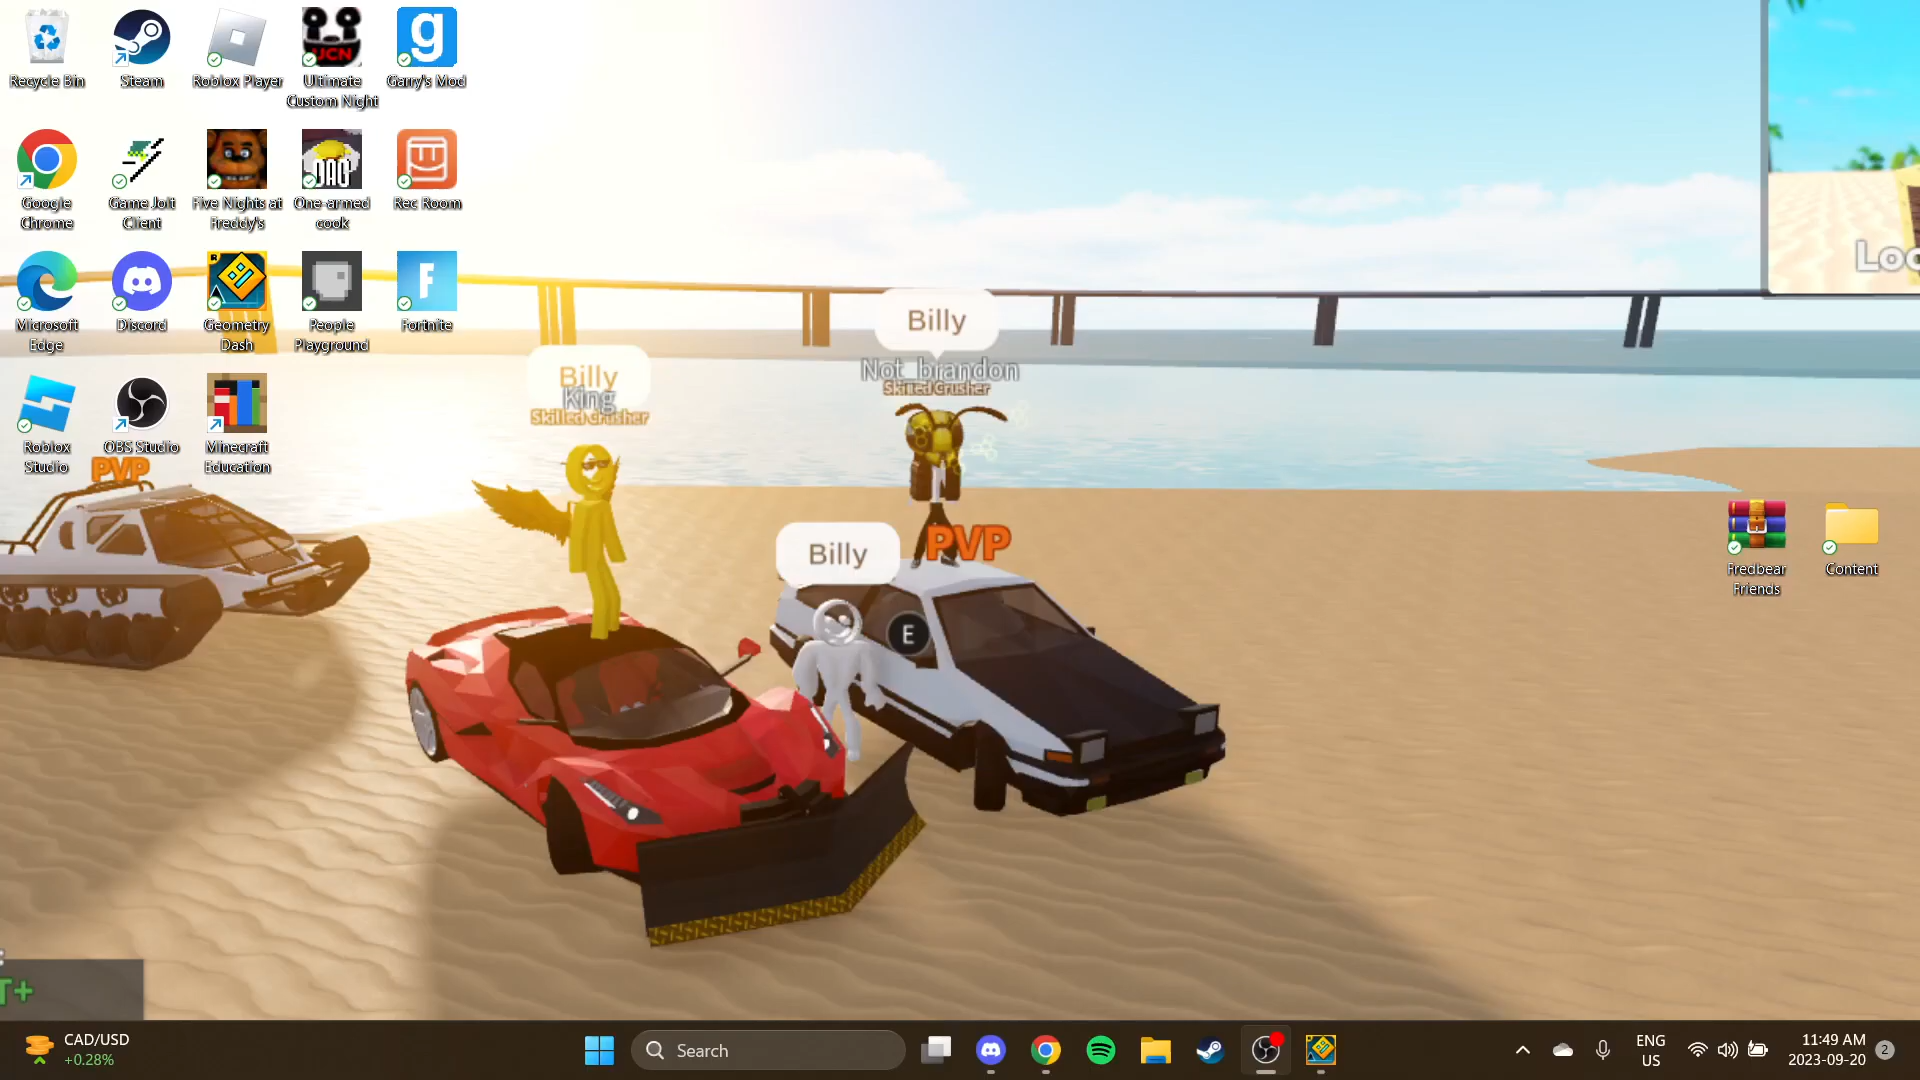 Recycle Bin
Steam
Roblox Player
UCN
Ultimate
Custom Night
g
Garry's Mod
Google
Chrome
Game Jolt
Client
Five Nights at
Freddy's
OAC
One-armed
cook
Rec Room
Microsoft
Edge
Discord
R
Geometry
Dash
People
Playground
F
Fortnite
Roblox
Studio
OBS Studio
Minecraft
Education
Loo
Billy
Not_brandon
Skilled Crusher
Billy
King
Skilled Crusher
PVP
PVP
Billy
E
Fredbear
Friends
Content
T+
CAD/USD
+0.28%
Search
ENG
US
11:49 AM
2023-09-20
2